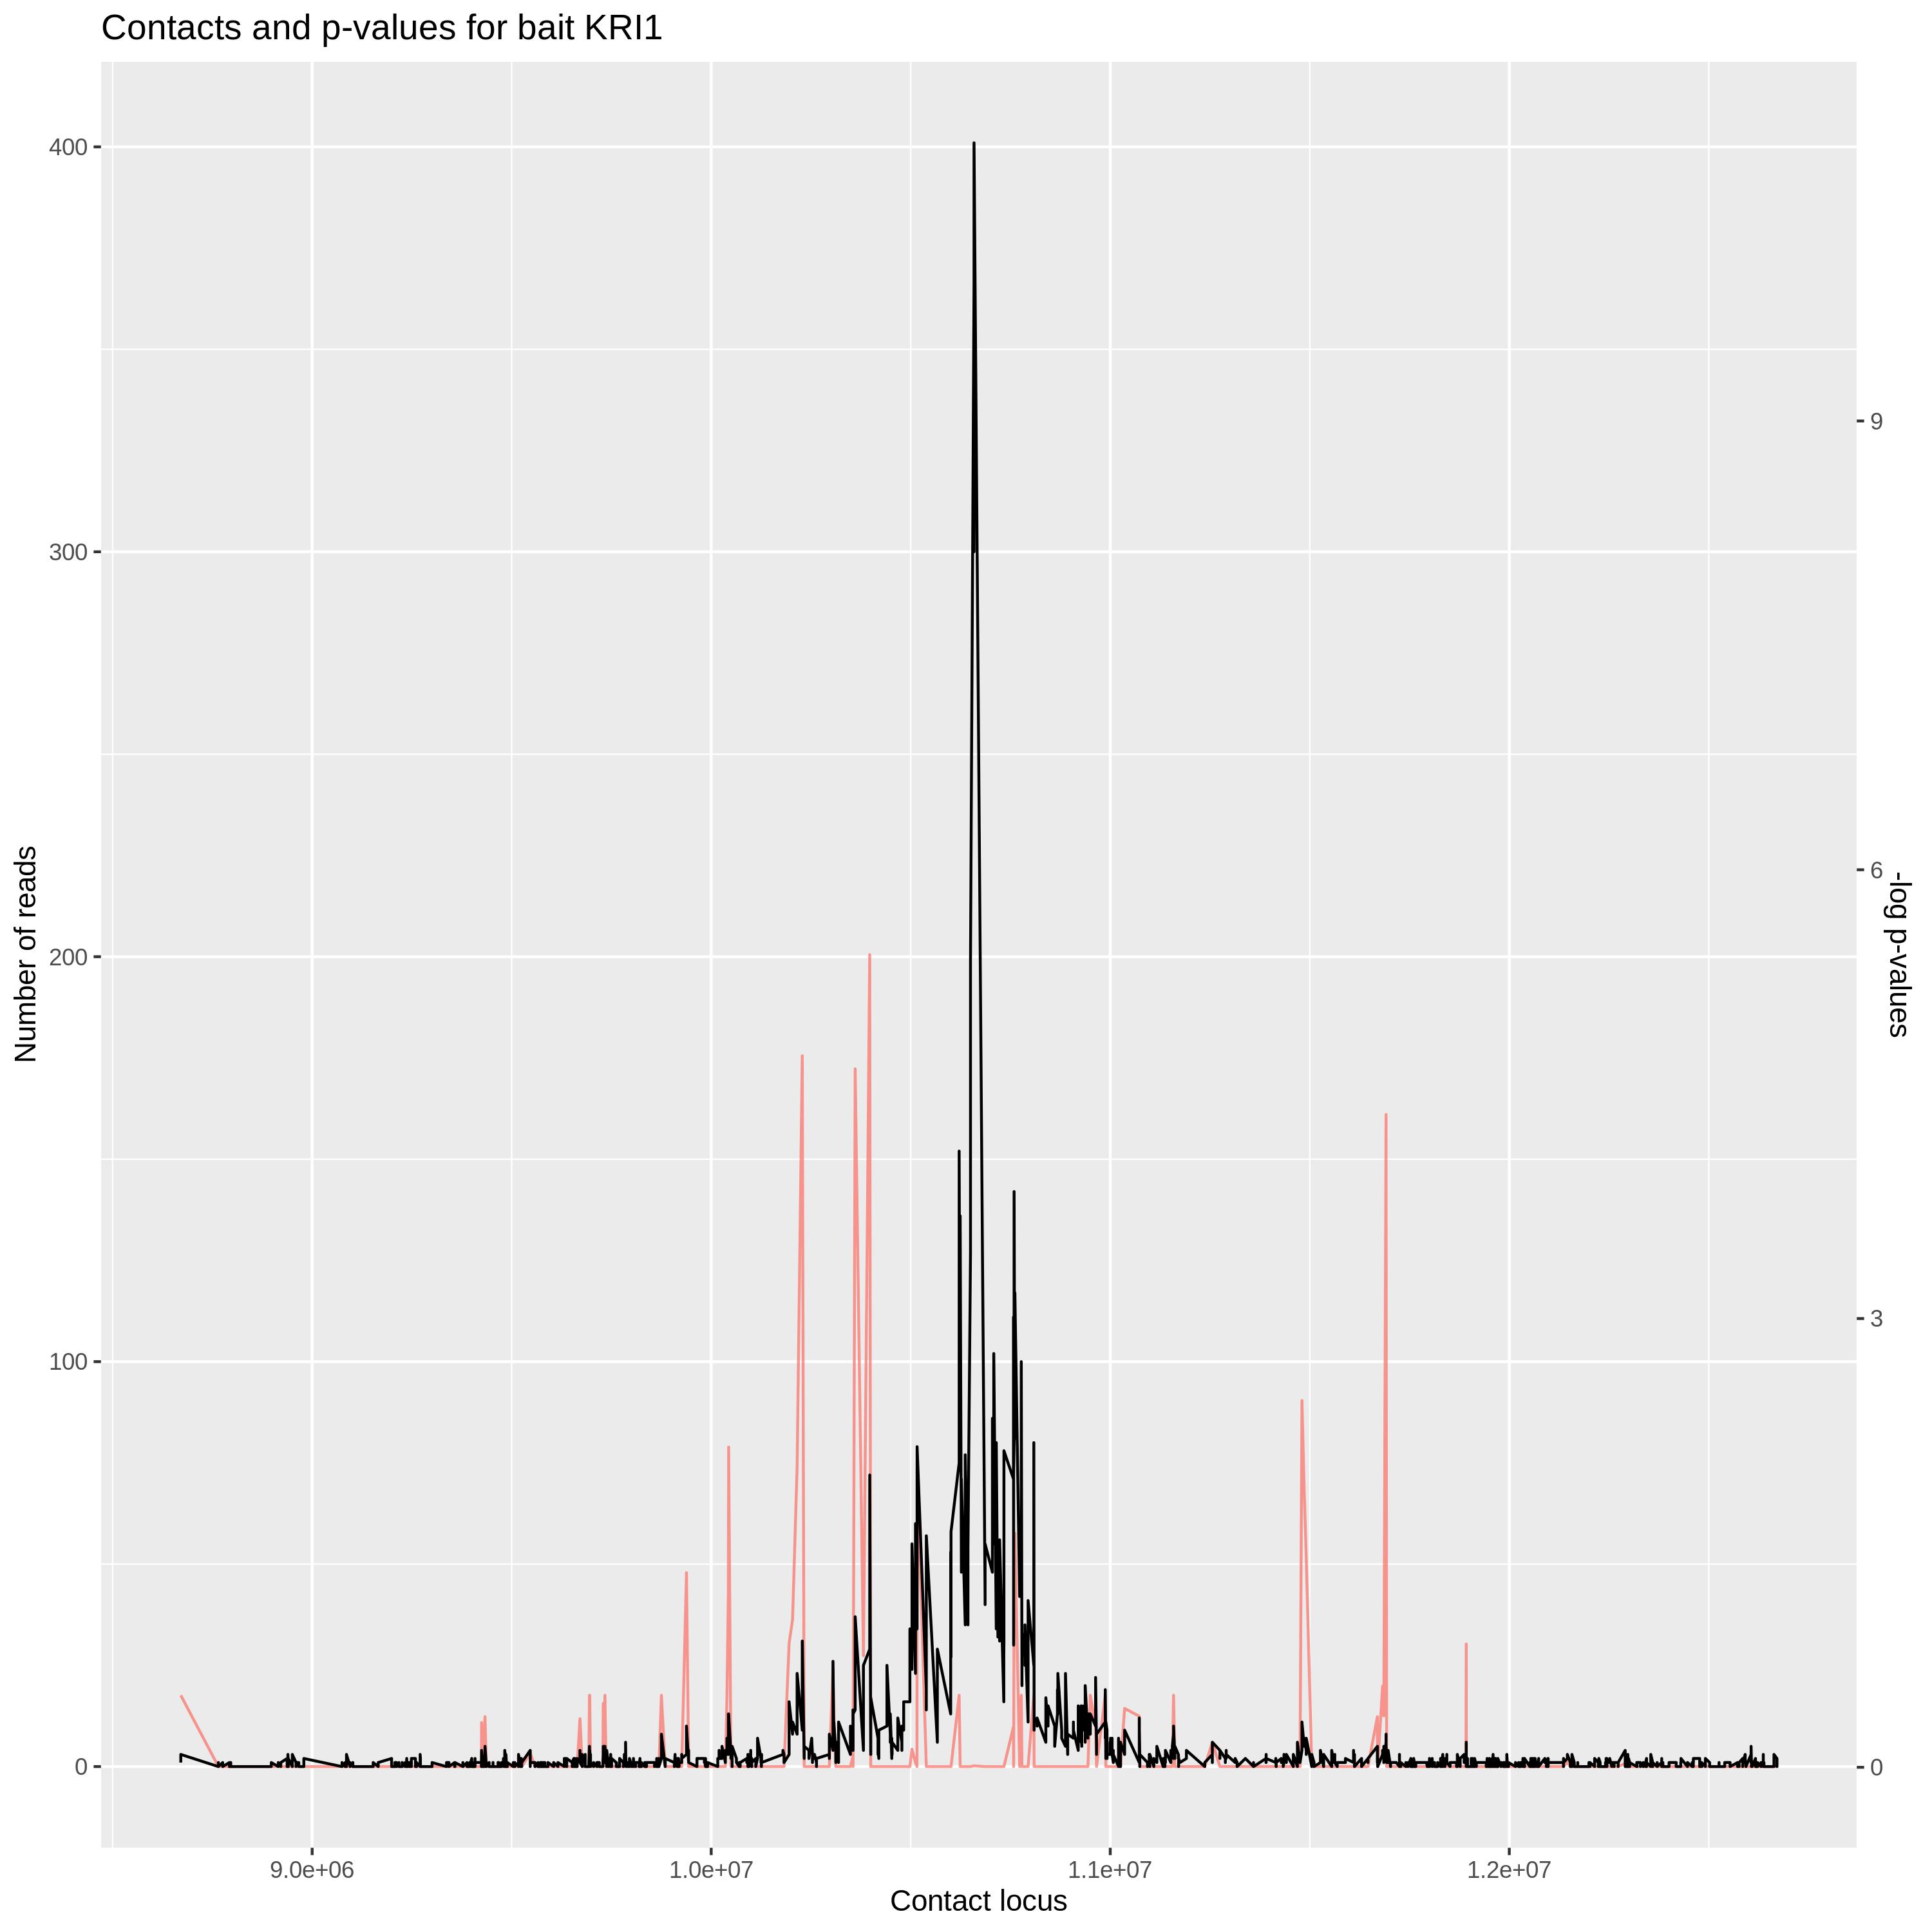 Contacts and p-values for bait KRI1
400
300
200
100
0
Number of reads
9
6
3
0
-log p-values
9.0e+06
1.0e+07
1.1e+07
1.2e+07
Contact locus